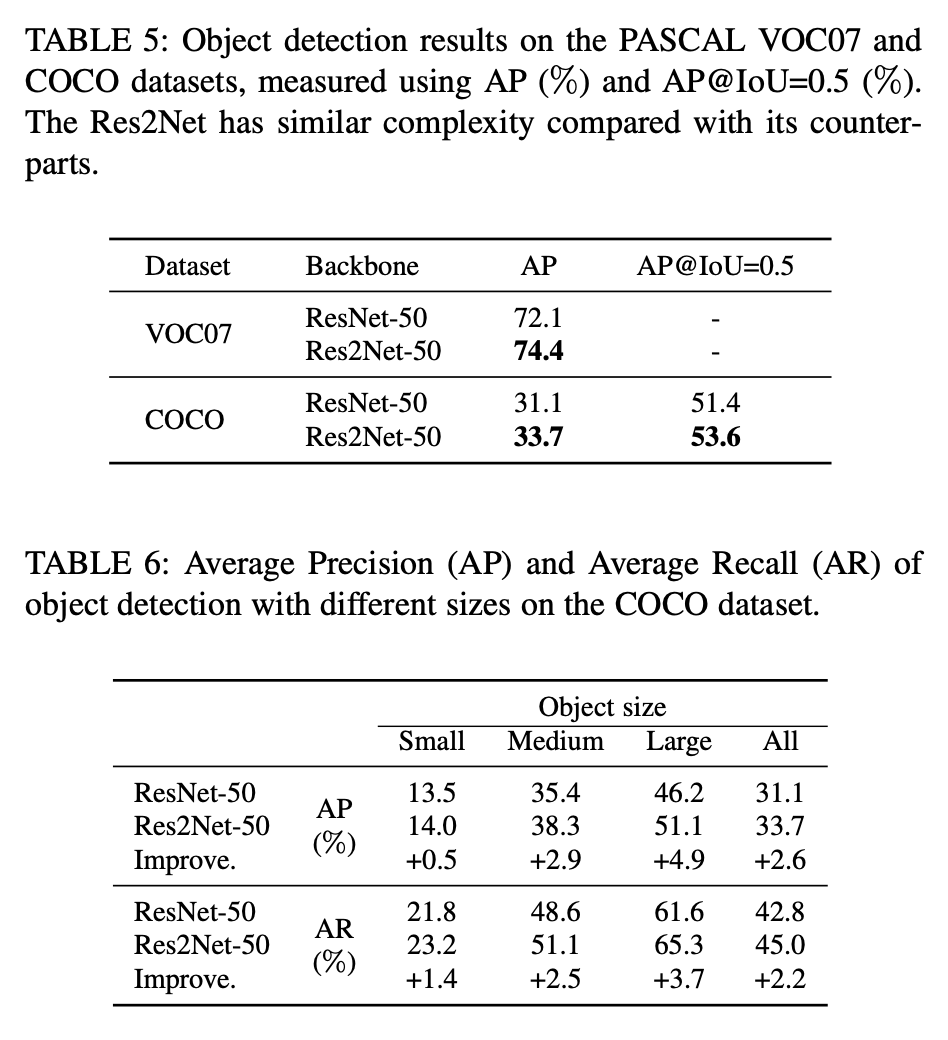 TABLE 5: Object detection results on the PASCAL VOC07 and
COCO datasets, measured using AP (%) and AP@IoU=0.5 (%).
The Res2Net has similar complexity compared with its counter-
parts.
Dataset Backbone AP AP@IoU=0.5
VOC07
ResNet-50 72.1 -
Res2Net-50 74.4 -
COCO
ResNet-50 31.1 51.4
Res2Net-50 33.7 53.6
TABLE 6: Average Precision (AP) and Average Recall (AR) of
object detection with different sizes on the COCO dataset.
Object size
Small Medium Large All
AP
(%)
ResNet-50 13.5 35.4 46.2 31.1
Res2Net-50 14.0 38.3 51.1 33.7
Improve. +0.5 +2.9 +4.9 +2.6
AR
(%)
ResNet-50 21.8 48.6 61.6 42.8
Res2Net-50 23.2 51.1 65.3 45.0
Improve. +1.4 +2.5 +3.7 +2.2